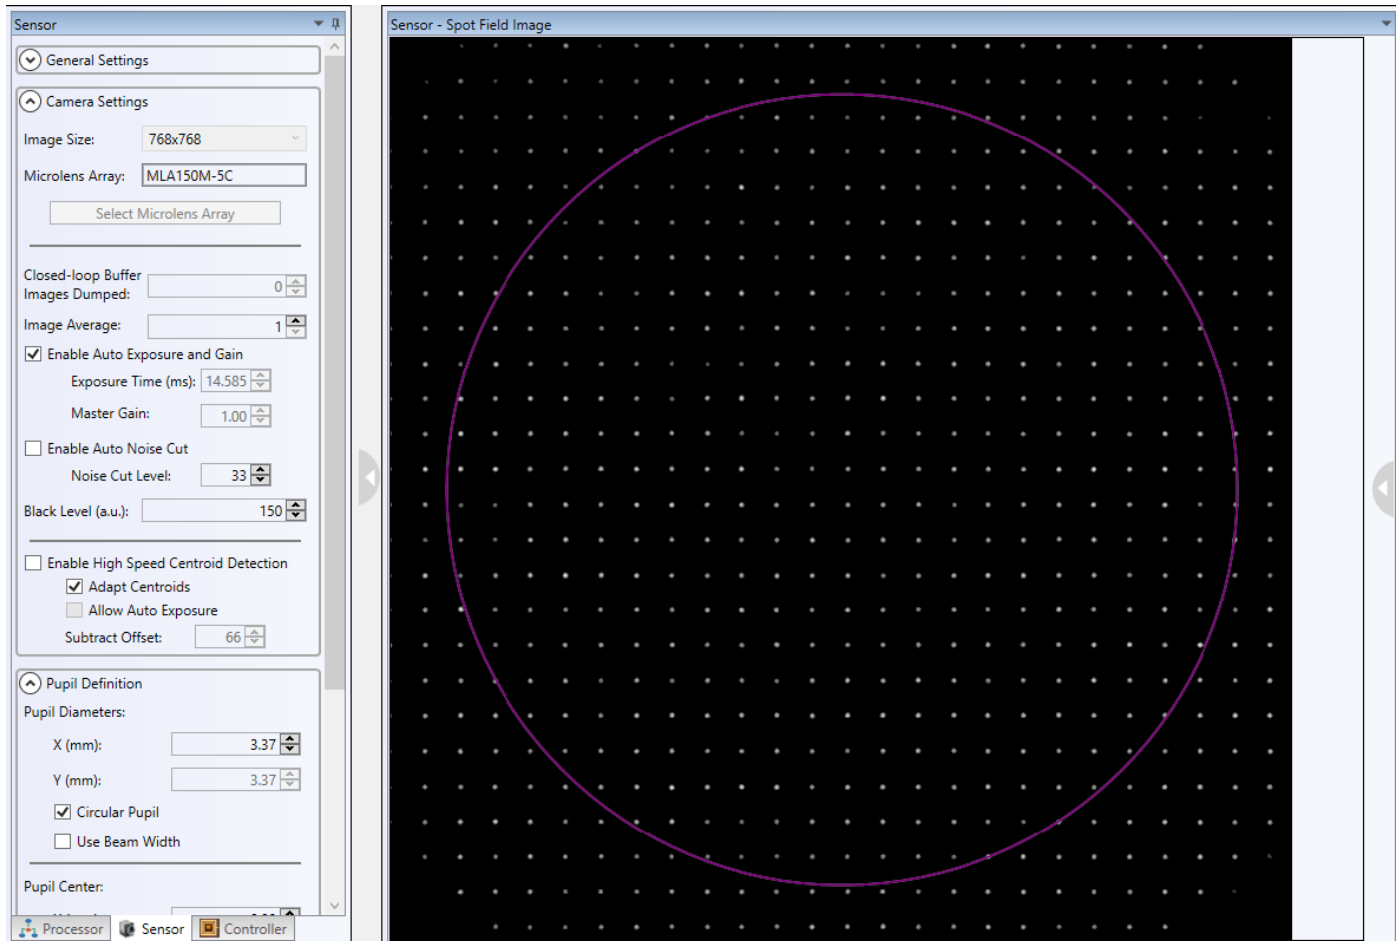 Sensor
General Settings
Camera Settings
Image Size: 768x768
Microlens Array: MLA150M-5C
Select Microlens Array
Closed-loop Buffer
Images Dumped: 0
Image Average: 1
Enable Auto Exposure and Gain
Exposure Time (ms): 14.585
Master Gain: 1.00
Enable Auto Noise Cut
Noise Cut Level: 33
Black Level (a.u.): 150
Enable High Speed Centroid Detection
Adapt Centroids
Allow Auto Exposure
Subtract Offset: 66
Pupil Definition
Pupil Diameters:
X (mm): 3.37
Y (mm): 3.37
Circular Pupil
Use Beam Width
Pupil Center:
Processor Sensor Controller
Sensor - Spot Field Image